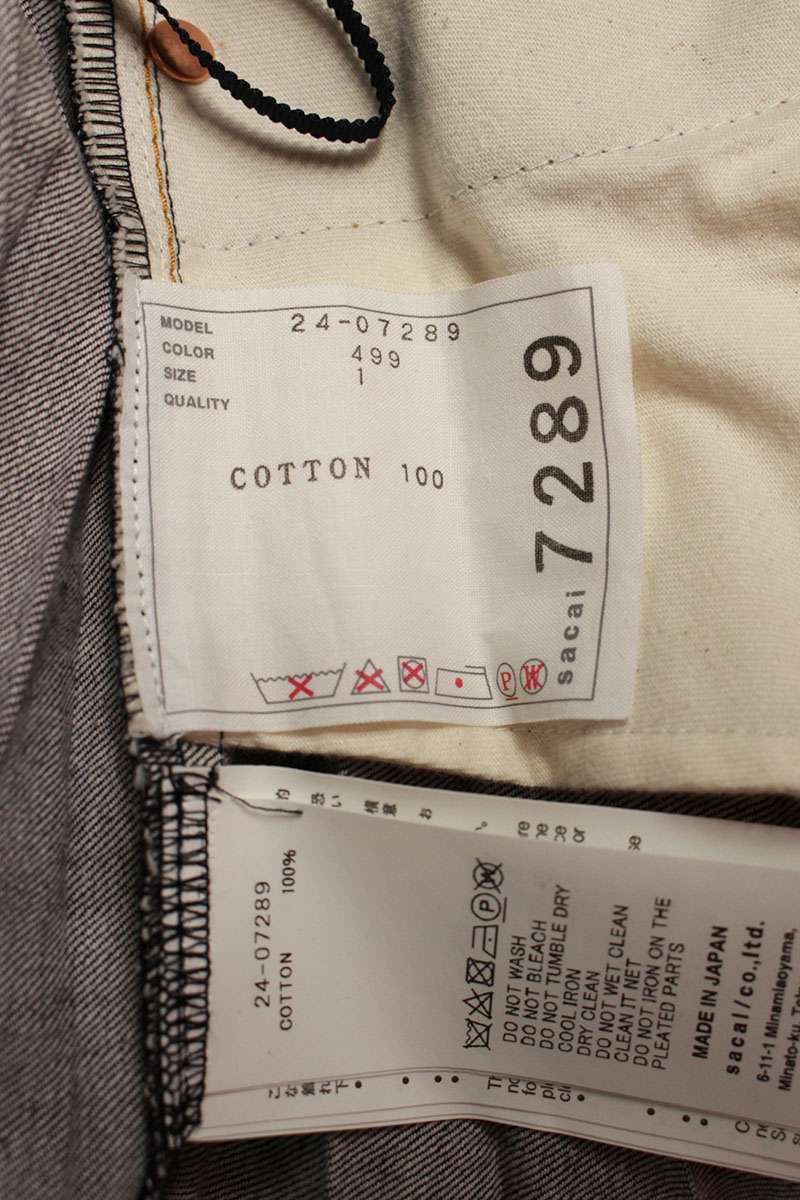 MODEL 24-07289
COLOR 499
SIZE 1
QUALITY
COTTON 100
P
W
sacai 7289
24-07289
COTTON 100%
P
W
DO NOT WASH
DO NOT BLEACH
DO NOT TUMBLE DRY
COOL IRON
DRY CLEAN
DO NOT WET CLEAN
CLEAN IT NET
DO NOT IRON ON THE
PLEATED PARTS
MADE IN JAPAN
sacai/co.,ltd.
6-11-1 Minamiaoyama,
Minato-ku,